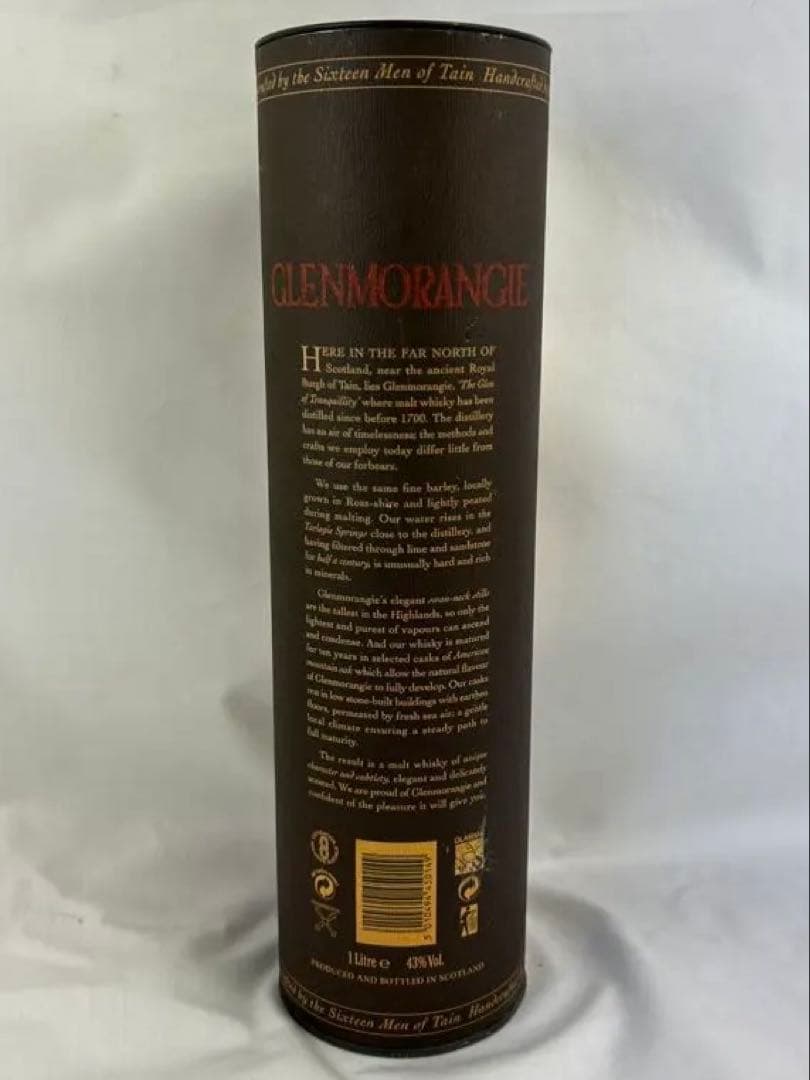 by the Sixteen Men of Tain Handcrafted
GLENMORANGIE
HERE IN THE FAR NORTH OF
Scotland, near the ancient Royal
Burgh of Tain, lies Glenmorangie, 'The Glen
of Tranquillity' where malt whisky has been
distilled since before 1700. The distillery
has an air of timelessness: the methods and
crafts we employ today differ little from
those of our forbears.
We use the same fine barley, locally
grown in Ross-shire and lightly peated
during malting. Our water rises in the
Tarlogie Springs close to the distillery, and
having filtered through lime and sandstone
for half a century, is unusually hard and rich
in minerals.
Glenmorangie's elegant swan-neck stills
are the tallest in the Highlands, so only the
lightest and purest of vapours can ascend
and condense. And our whisky is matured
for ten years in selected casks of American
mountain oak which allow the natural flavour
of Glenmorangie to fully develop. Our casks
rest in low stone-built buildings with earthen
floors, permeated by fresh sea air: a gentle
local climate ensuring a steady path to
full maturity.
The result is a malt whisky of unique
character and subtlety, elegant and delicately
scented. We are proud of Glenmorangie and
confident of the pleasure it will give you.
1 Litre e 43% Vol.
PRODUCED AND BOTTLED IN SCOTLAND
by the Sixteen Men of Tain Handcrafted